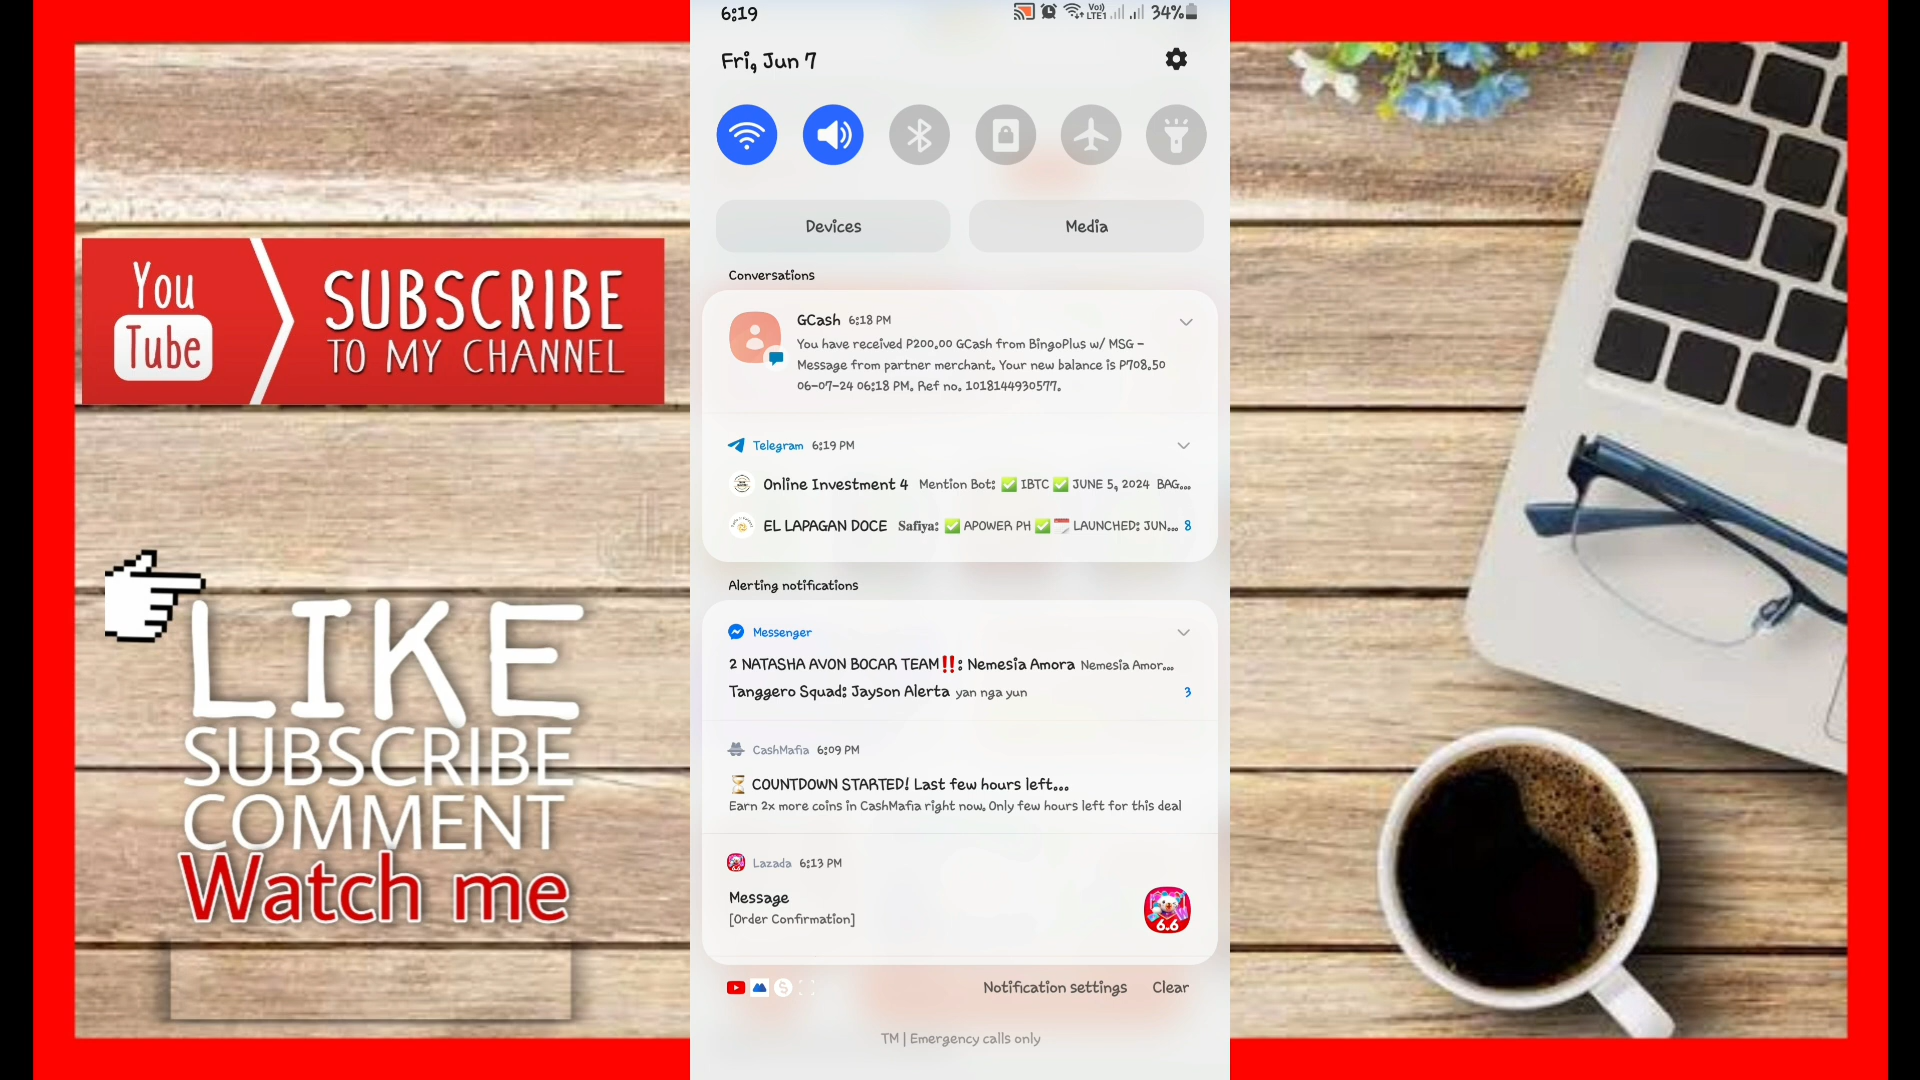 You
Tube
SUBSCRIBE
TO MY CHANNEL
LIKE
SUBSCRIBE
COMMENT
Watch me
6:19
Vo))
LTE1
34%
Fri, Jun 7
Devices
Media
Conversations
GCash 6:18 PM
You have received P200.00 GCash from BingoPlus w/ MSG -
Message from partner merchant. Your new balance is P708.50
06-07-24 06:18 PM. Ref no. 1018144930577.
Telegram 6:19 PM
Online Investment 4 Mention Bot: ✅ IBTC ✅ JUNE 5, 2024 BAG...
EL LAPAGAN DOCE 𝐒𝐚𝐟𝐢𝐲𝐚: ✅ APOWER PH ✅ 🗓️ LAUNCHED: JUN... 8
Alerting notifications
Messenger
2 NATASHA AVON BOCAR TEAM‼️: Nemesia Amora Nemesia Amor...
Tanggero Squad: Jayson Alerta yan nga yun 3
CashMafia 6:09 PM
⏳ COUNTDOWN STARTED! Last few hours left...
Earn 2x more coins in CashMafia right now. Only few hours left for this deal
Lazada 6:13 PM
Message
[Order Confirmation]
6.6
Notification settings Clear
TM | Emergency calls only